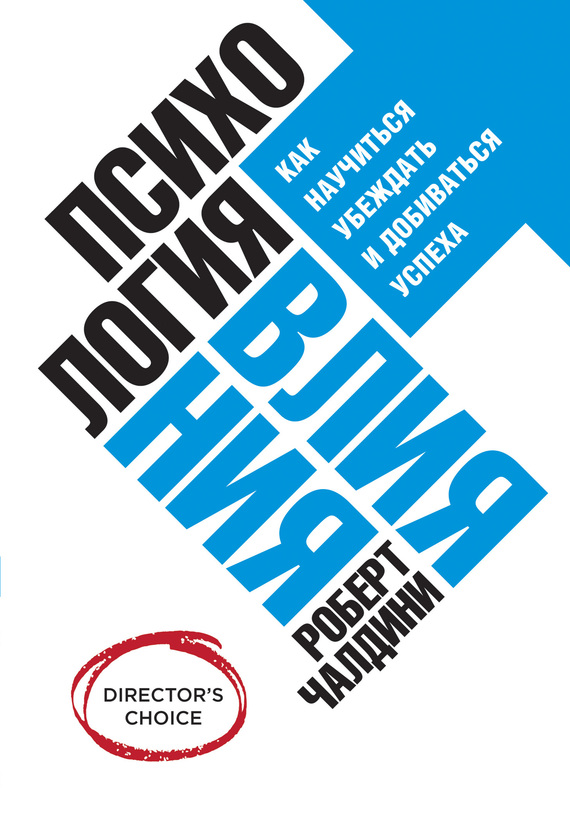 ПСИХО
ЛОГИЯ
ВЛИЯ
НИЯ
КАК
НАУЧИТЬСЯ
УБЕЖДАТЬ
И ДОБИВАТЬСЯ
УСПЕХА
РОБЕРТ
ЧАЛДИНИ
DIRECTOR'S
CHOICE